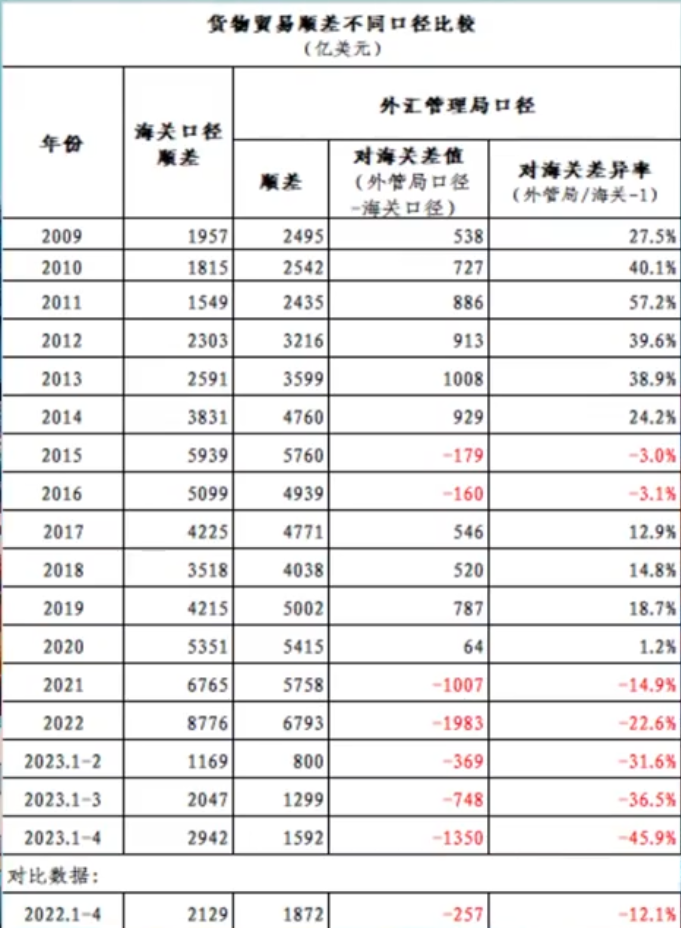 货物贸易顺差不同口径比较
(亿美元)
年份 海关口径顺差 外汇管理局口径
顺差 对海关差值(外管局口径-海关口径) 对海关差异率(外管局/海关-1)
2009 1957 2495 538 27.5%
2010 1815 2542 727 40.1%
2011 1549 2435 886 57.2%
2012 2303 3216 913 39.6%
2013 2591 3599 1008 38.9%
2014 3831 4760 929 24.2%
2015 5939 5760 -179 -3.0%
2016 5099 4939 -160 -3.1%
2017 4225 4771 546 12.9%
2018 3518 4038 520 14.8%
2019 4215 5002 787 18.7%
2020 5351 5415 64 1.2%
2021 6765 5758 -1007 -14.9%
2022 8776 6793 -1983 -22.6%
2023.1-2 1169 800 -369 -31.6%
2023.1-3 2047 1299 -748 -36.5%
2023.1-4 2942 1592 -1350 -45.9%
对比数据:
2022.1-4 2129 1872 -257 -12.1%